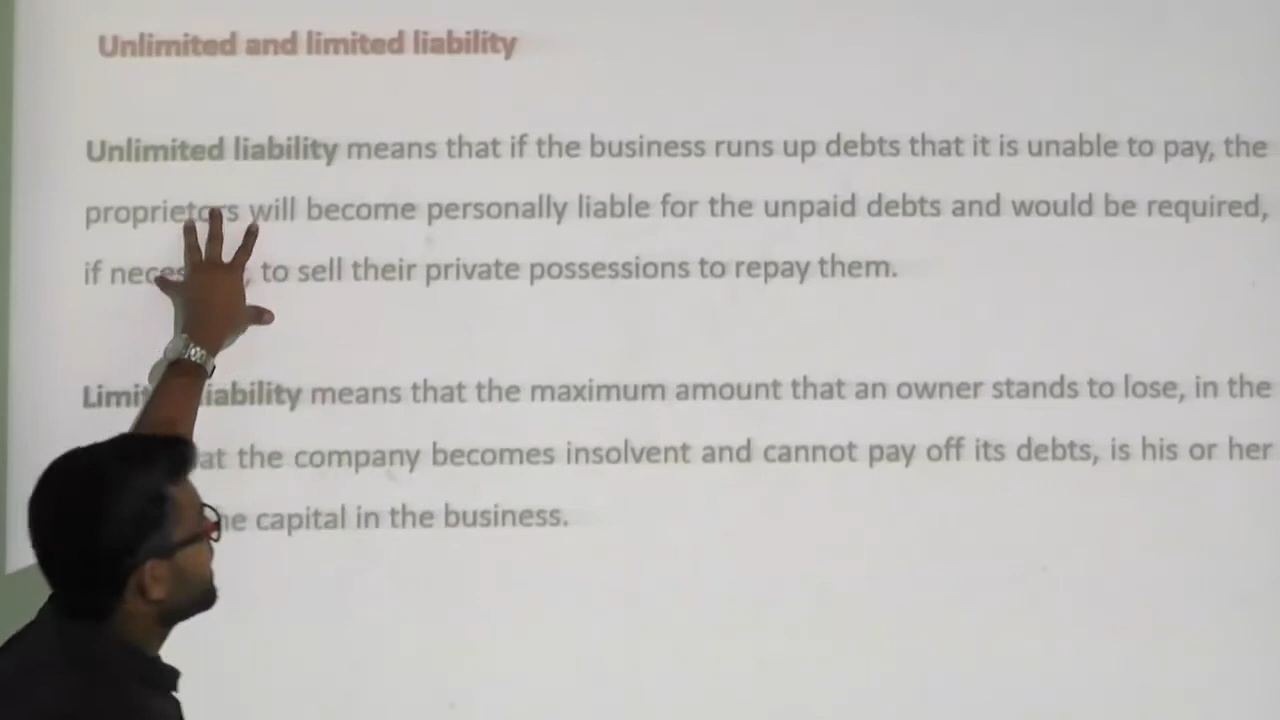 Unlimited and limited liability
Unlimited liability means that if the business runs up debts that it is unable to pay, the
proprietors will become personally liable for the unpaid debts and would be required,
if to sell their private possessions to repay them.
liability means that the maximum amount that an owner stands to lose, in the
the company becomes insolvent and cannot pay off its debts, is his or her
capital in the business.